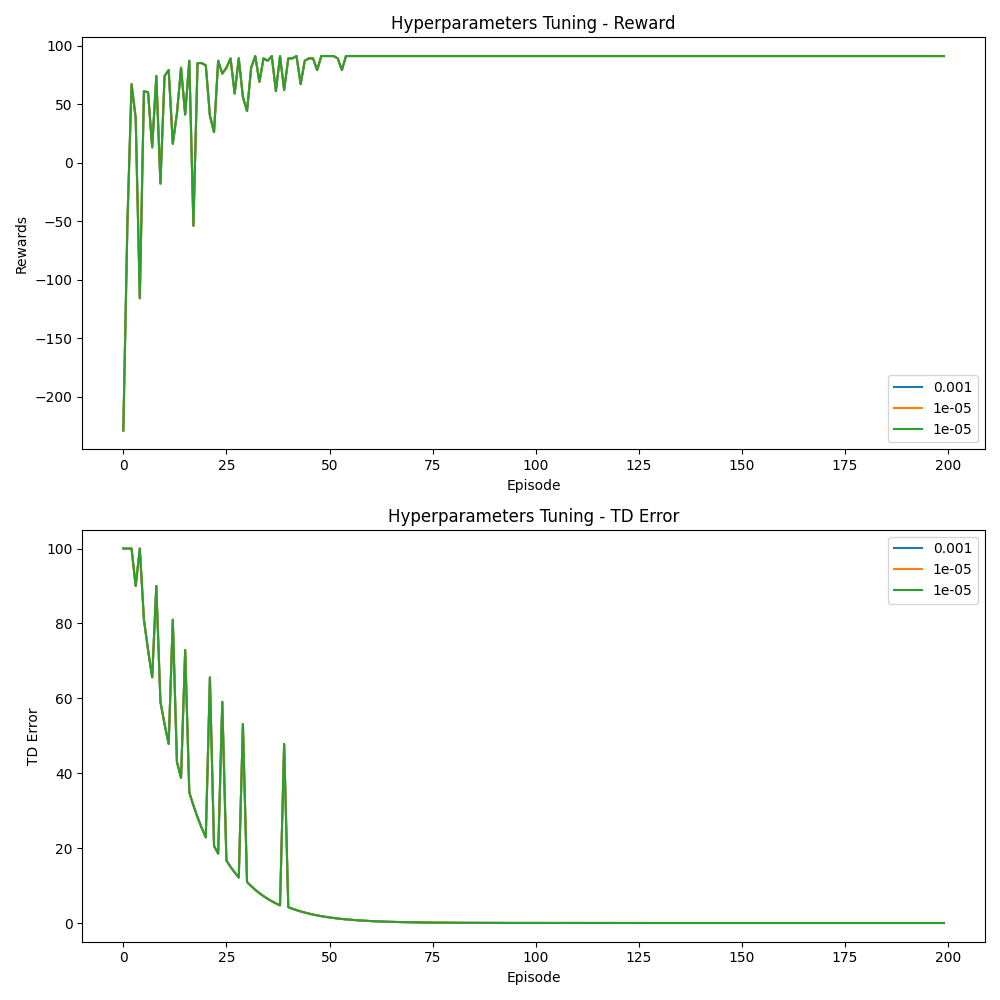 Hyperparameters Tuning - Reward
100
50
0
−50
−100
−150
−200
Rewards
0.001
1e-05
1e-05
0 25 50 75 100 125 150 175 200
Episode
Hyperparameters Tuning - TD Error
100
80
60
40
20
0
TD Error
0.001
1e-05
1e-05
0 25 50 75 100 125 150 175 200
Episode